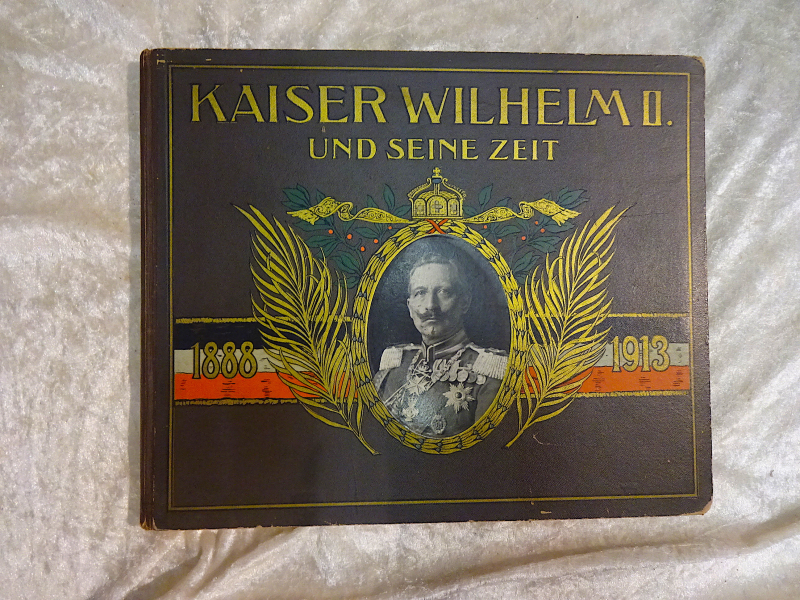 KAISER WILHELM II.
UND SEINE ZEIT
1888
1913